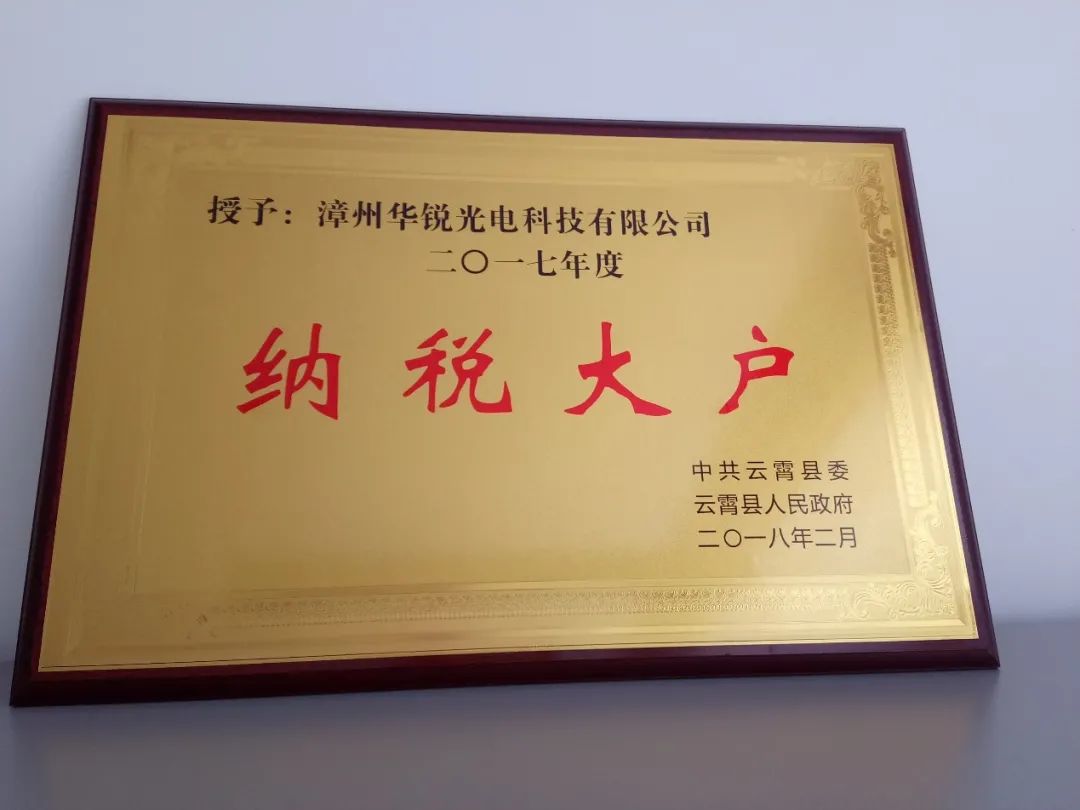 授予：漳州华锐光电科技有限公司
二〇一七年度
纳税大户
中共云霄县委
云霄县人民政府
二〇一八年二月